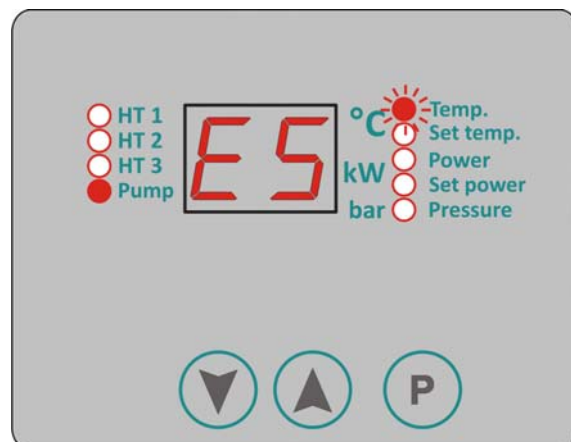 HT 1
HT 2
HT 3
Pump
E5
°C
kW
bar
Temp.
Set temp.
Power
Set power
Pressure
P